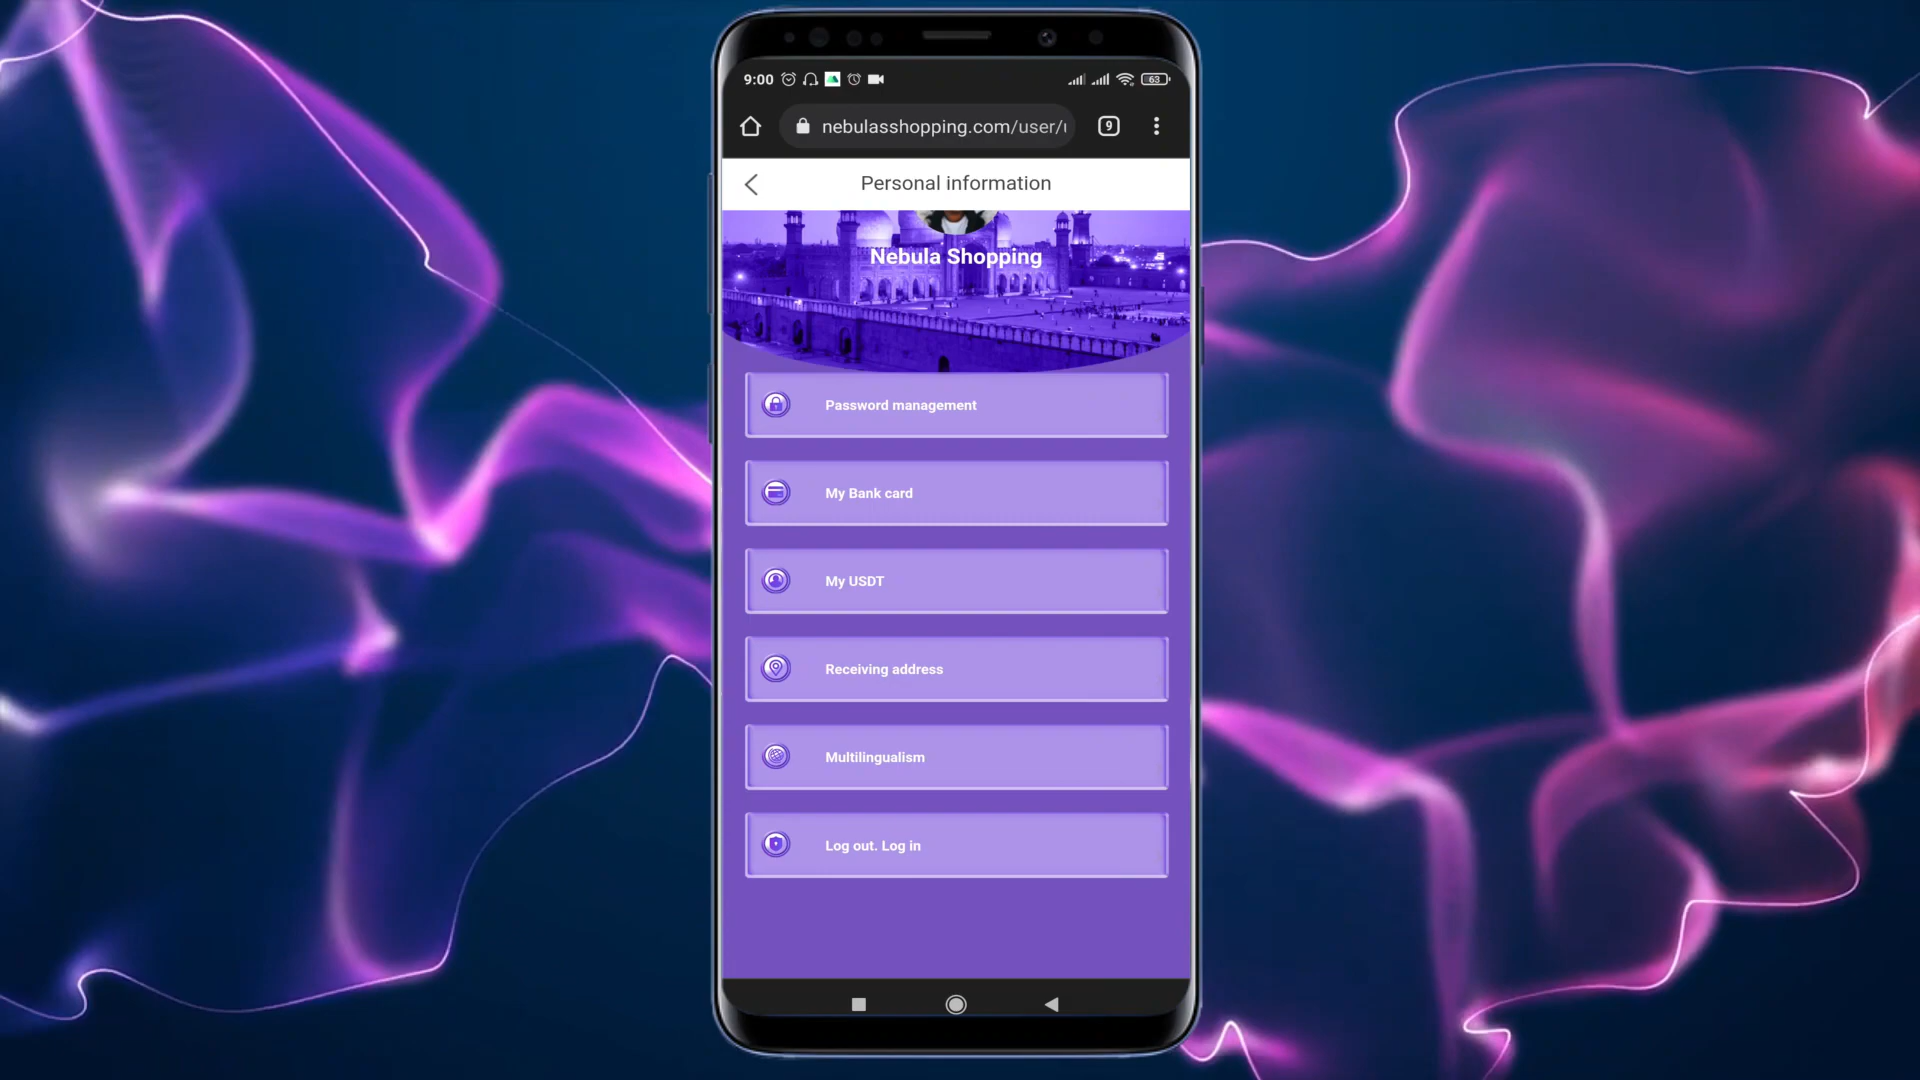 9:00
63
nebulasshopping.com/user/
9
Personal information
Nebula Shopping
Password management
My Bank card
My USDT
Receiving address
Multilingualism
Log out. Log in